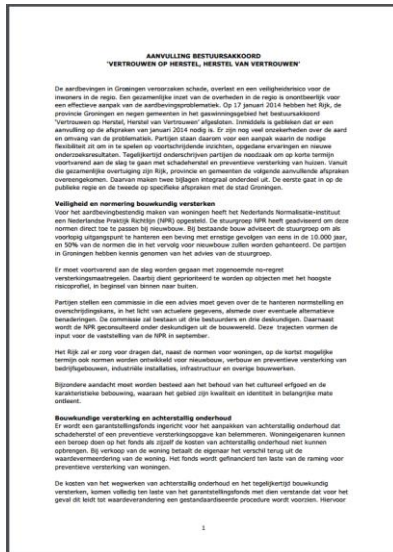 AANVULLING BESTUURSAKKOORD
'VERTROUWEN OP HERSTEL, HERSTEL VAN VERTROUWEN'
De aardbevingen in Groningen veroorzaken schade, overlast en een veiligheidsrisico voor de
inwoners in de regio. Een gezamenlijke inzet van de overheden in de regio is onontbeerlijk voor
een effectieve aanpak van de aardbevingsproblematiek. Op 17 januari 2014 hebben het Rijk, de
provincie Groningen en negen gemeenten in het gaswinningsgebied het bestuursakkoord
'Vertrouwen op Herstel, Herstel van Vertrouwen' afgesloten. Inmiddels is gebleken dat er een
aanvulling op de afspraken van januari 2014 nodig is. Er zijn nog veel onzekerheden over de aard
en omvang van de problematiek. Partijen staan daarom voor een aanpak waarin de nodige
flexibiliteit zit om in te spelen op voortschrijdende inzichten, opgedane ervaringen en nieuwe
onderzoeksresultaten. Tegelijkertijd onderschrijven partijen de noodzaak om op korte termijn
voortvarend aan de slag te gaan met schadeherstel en preventieve versterking van huizen. Vanuit
die gezamenlijke overtuiging zijn Rijk, provincie en gemeenten de volgende aanvullende afspraken
overeengekomen. Daarvan maken twee bijlagen integraal onderdeel uit. De eerste gaat in op de
publieke regie en de tweede op specifieke afspraken met de stad Groningen.
Veiligheid en normering bouwkundig versterken
Voor het aardbevingsbestendig maken van woningen heeft het Nederlands Normalisatie-instituut
een Nederlandse Praktijk Richtlijn (NPR) opgesteld. De stuurgroep NPR heeft geadviseerd om deze
normen direct toe te passen bij nieuwbouw. Bij bestaande bouw adviseert de stuurgroep om als
voorlopig uitgangspunt te hanteren een beving met ernstige gevolgen van eens in de 10.000 jaar,
en 50% van de normen die in het vervolg voor nieuwbouw zullen worden gehanteerd. De partijen
in Groningen hebben kennis genomen van het advies van de stuurgroep.
Er moet voortvarend aan de slag worden gegaan met zogenoemde no-regret
versterkingsmaatregelen. Daarbij dient geprioriteerd te worden op objecten met het hoogste
risicoprofiel, in beginsel van binnen naar buiten.
Partijen stellen een commissie in die een advies moet geven over de te hanteren normstelling en
overschrijdingskans, in het licht van actuelere gegevens, alsmede over eventuele alternatieve
benaderingen. De commissie zal bestaan uit drie bestuurders en drie deskundigen. Daarnaast
wordt de NPR geconsulteerd onder deskundigen uit de bouwwereld. Deze trajecten vormen de
input voor de vaststelling van de NPR in september.
Het Rijk zal er zorg voor dragen dat, naast de normen voor woningen, op de kortst mogelijke
termijn ook normen worden ontwikkeld voor nieuwbouw, verbouw en preventieve versterking van
bedrijfsgebouwen, industriële installaties, infrastructuur en overige bouwwerken.
Bijzondere aandacht moet worden besteed aan het behoud van het cultureel erfgoed en de
karakteristieke bebouwing, waaraan het gebied zijn kwaliteit en identiteit in belangrijke mate
ontleent.
Bouwkundige versterking en achterstallig onderhoud
Er wordt een garantstellingsfonds ingericht voor het aanpakken van achterstallig onderhoud dat
schadeherstel of een preventieve versterkingsopgave kan belemmeren. Woningeigenaren kunnen
een beroep doen op het fonds als zijzelf de kosten van achterstallig onderhoud niet kunnen
opbrengen. Bij verkoop van de woning betaalt de eigenaar het verschil terug uit de
waardevermeerdering van de woning. Het fonds wordt gefinancierd ten laste van de raming voor
preventieve versterking van woningen.
De kosten van het wegwerken van achterstallig onderhoud en het tegelijkertijd bouwkundig
versterken, komen volledig ten laste van het garantstellingsfonds met dien verstande dat voor het
geval dit leidt tot waardeverandering een gestandaardiseerde procedure wordt voorzien. Hiervoor
1